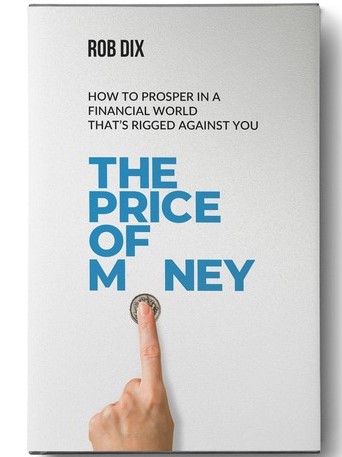 ROB DIX
HOW TO PROSPER IN A
FINANCIAL WORLD
THAT'S RIGGED AGAINST YOU
THE
PRICE
OF
M NEY